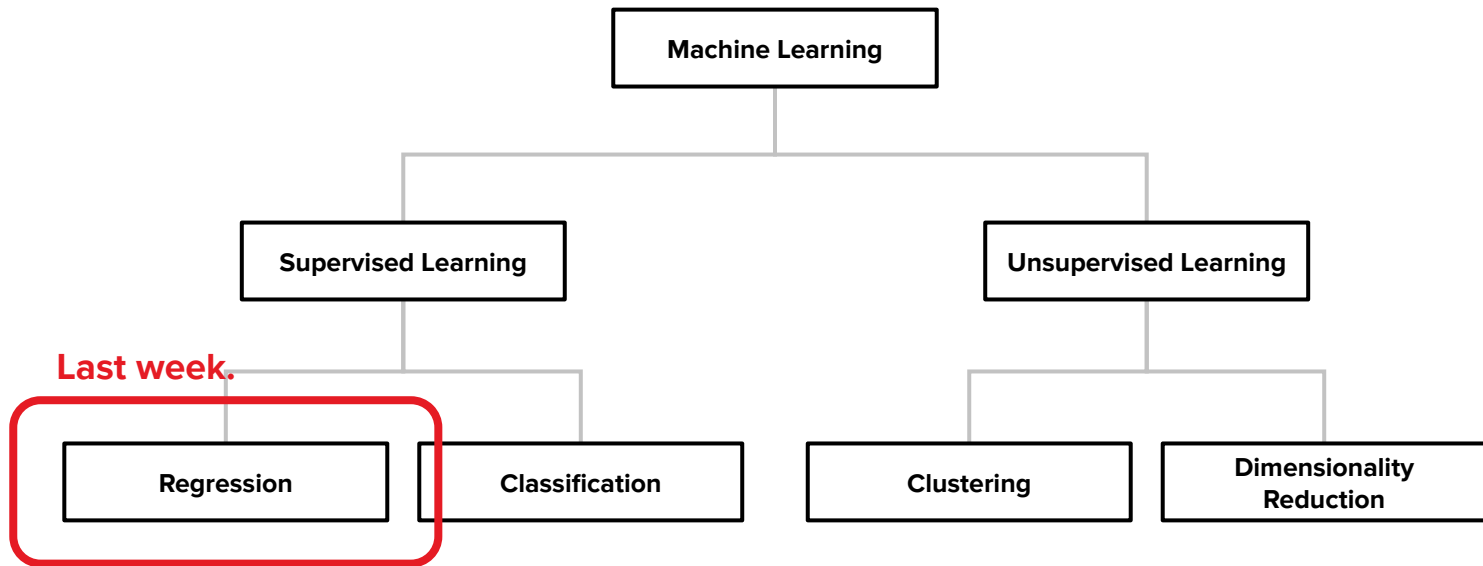 Machine Learning
Supervised Learning
Unsupervised Learning
Last week.
Regression
Classification
Clustering
Dimensionality
Reduction